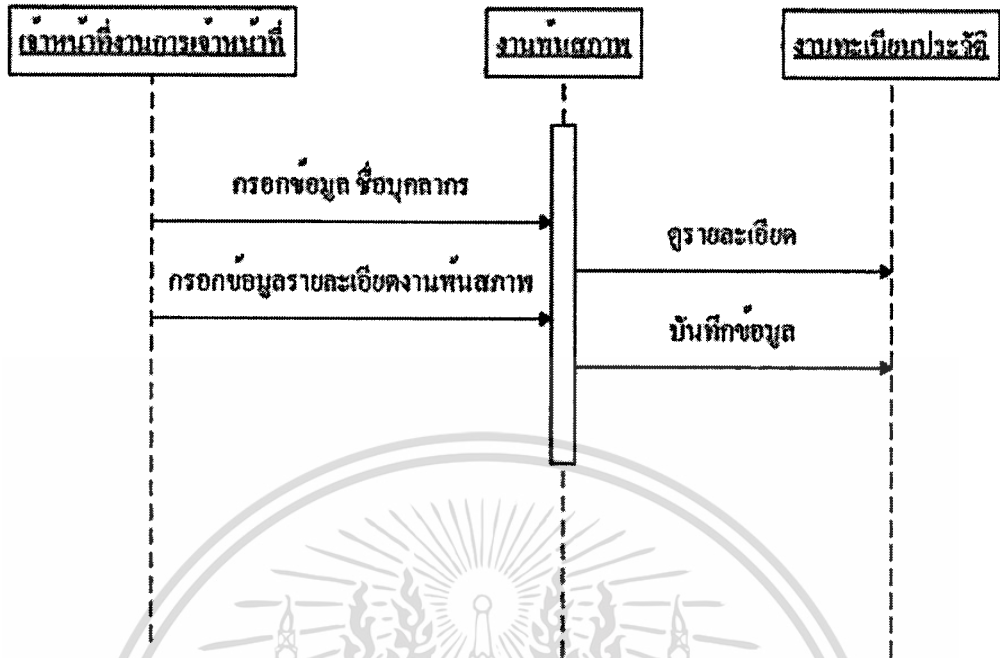 เจ้าหน้าที่งานการเจ้าหน้าที่
งานพ้นสภาพ
งานทะเบียนประวัติ
กรอกข้อมูล ชื่อบุคลากร
ดูรายละเอียด
กรอกข้อมูลรายละเอียดงานพ้นสภาพ
บันทึกข้อมูล